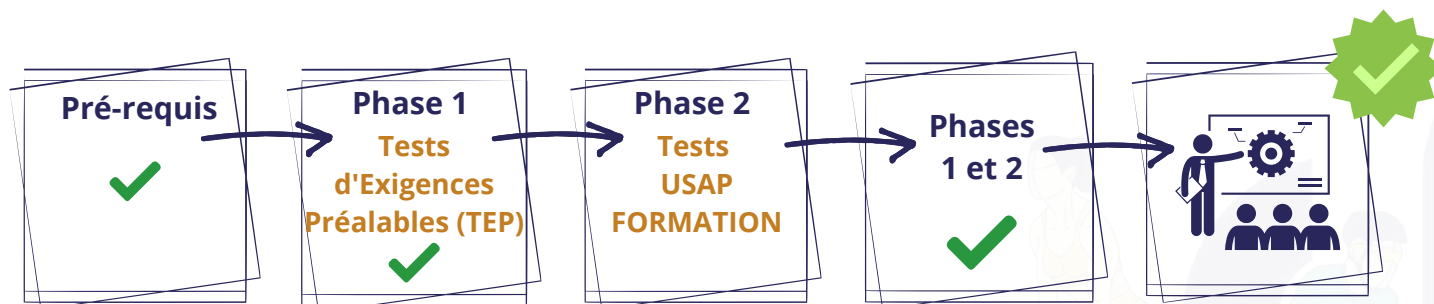 Pré-requis
Phase 1
Tests
d'Exigences
Préalables (TEP)
Phase 2
Tests
USAP
FORMATION
Phases
1 et 2